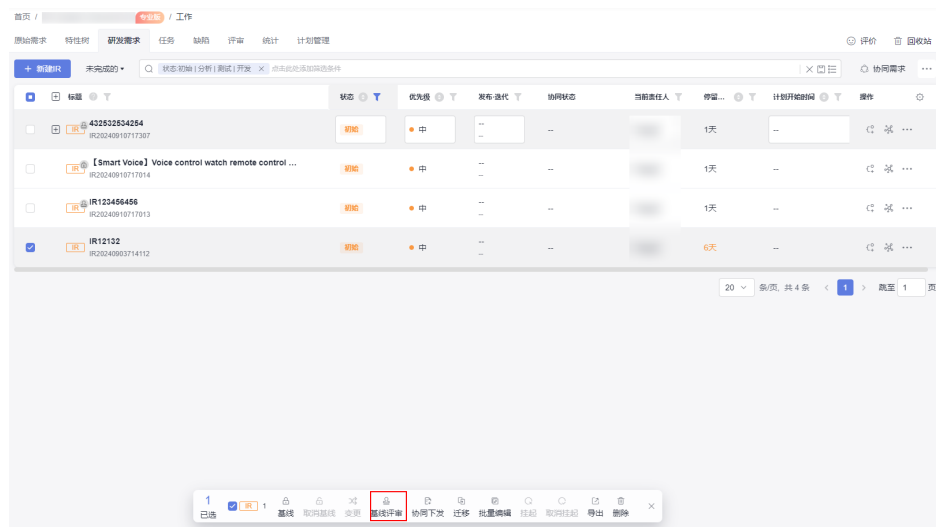 首页 / 专业版 / 工作
原始需求 特性树 研发需求 任务 缺陷 评审 统计 计划管理 评价 回收站
+ 新建IR 未完成的 状态:初始 | 分析 | 测试 | 开发 × 点击此处添加筛选条件 协同需求 ...
标题 状态 优先级 发布-迭代 协同状态 当前责任人 停留... 计划开始时间 操作
IR 432532534254 初始 中 -- -- 1天 --
IR20240910717307 --
IR 【Smart Voice】Voice control watch remote control ... 初始 中 -- -- 1天 --
IR20240910717014 --
IR IR123456456 初始 中 -- -- 1天 --
IR20240910717013 --
IR IR12132 初始 中 -- -- 6天 --
IR20240903714112 --
20 条/页, 共 4 条 < 1 > 跳至 1 页
1 已选 IR 1 基线 取消基线 变更 基线评审 协同下发 迁移 批量编辑 挂起 取消挂起 导出 删除 ×